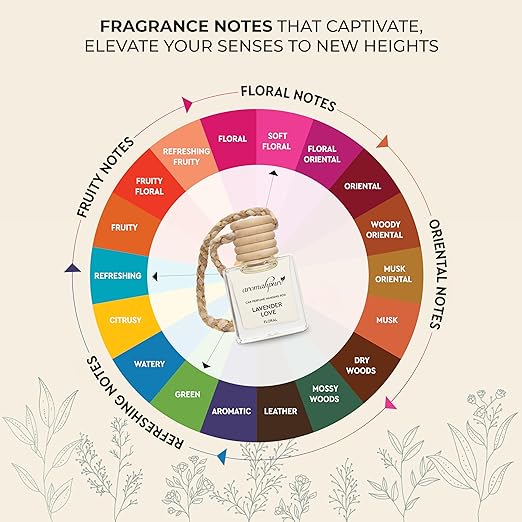 FRAGRANCE NOTES THAT CAPTIVATE,
ELEVATE YOUR SENSES TO NEW HEIGHTS
FLORAL NOTES
FRUITY NOTES
ORIENTAL NOTES
REFRESHING NOTES
FLORAL
SOFT
FLORAL
FLORAL
ORIENTAL
ORIENTAL
WOODY
ORIENTAL
MUSK
ORIENTAL
MUSK
DRY
WOODS
MOSSY
WOODS
LEATHER
AROMATIC
GREEN
WATERY
CITRUSY
REFRESHING
FRUITY
FRUITY
FLORAL
REFRESHING
FRUITY
aromahpure
CAR PERFUME HANGING POD
LAVENDER
LOVE
FLORAL